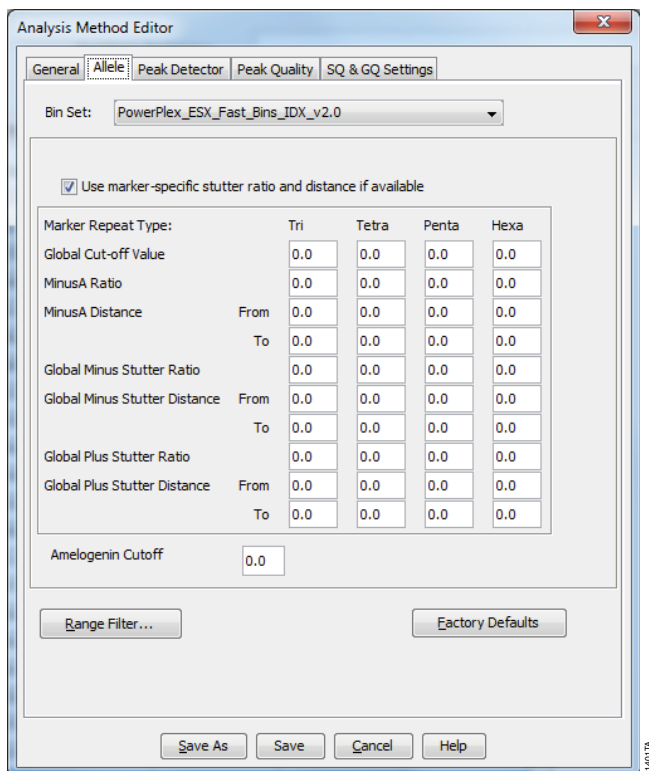 Analysis Method Editor
General Allele Peak Detector Peak Quality SQ & GQ Settings
Bin Set: PowerPlex_ESX_Fast_Bins_IDX_v2.0
Use marker-specific stutter ratio and distance if available
Marker Repeat Type: Tri Tetra Penta Hexa
Global Cut-off Value 0.0 0.0 0.0 0.0
MinusA Ratio 0.0 0.0 0.0 0.0
MinusA Distance From 0.0 0.0 0.0 0.0
To 0.0 0.0 0.0 0.0
Global Minus Stutter Ratio 0.0 0.0 0.0 0.0
Global Minus Stutter Distance From 0.0 0.0 0.0 0.0
To 0.0 0.0 0.0 0.0
Global Plus Stutter Ratio 0.0 0.0 0.0 0.0
Global Plus Stutter Distance From 0.0 0.0 0.0 0.0
To 0.0 0.0 0.0 0.0
Amelogenin Cutoff 0.0
Range Filter... Factory Defaults
Save As Save Cancel Help
1401TA